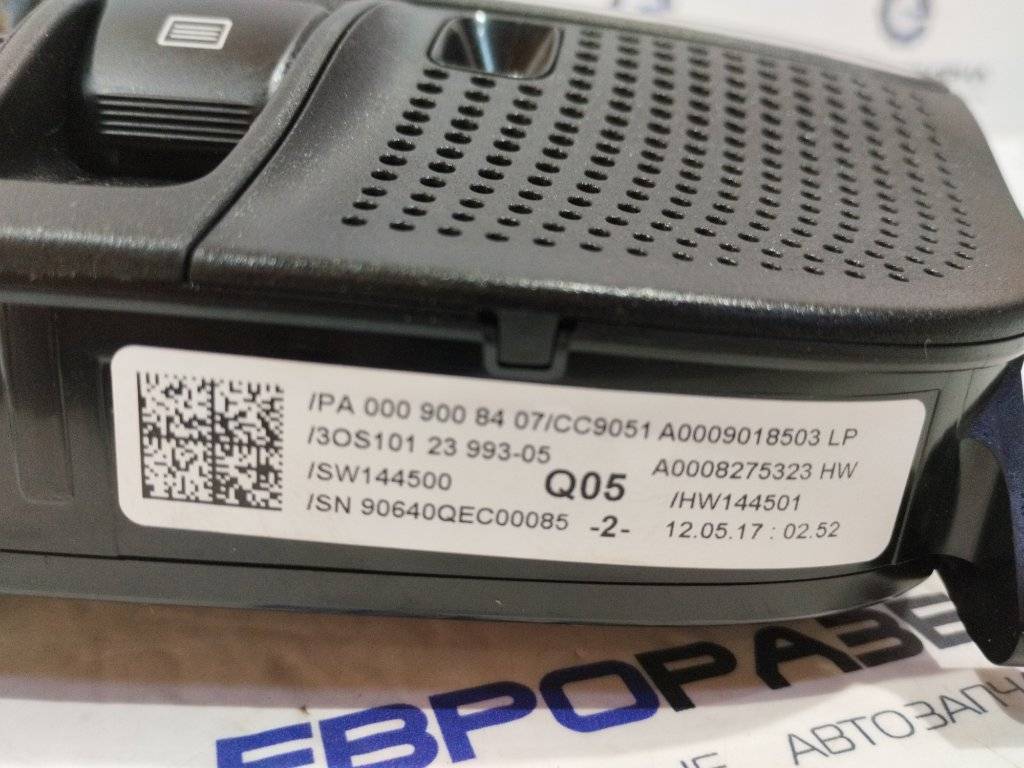 /PA 000 900 84 07/CC9051 A0009018503 LP
/3OS101 23 993-05 A0008275323 HW
/SW144500 Q05 /HW144501
/SN 90640QEC00085 -2- 12.05.17 : 02.52
ЕВРОРАЗБ
АВТОЗАПЧ